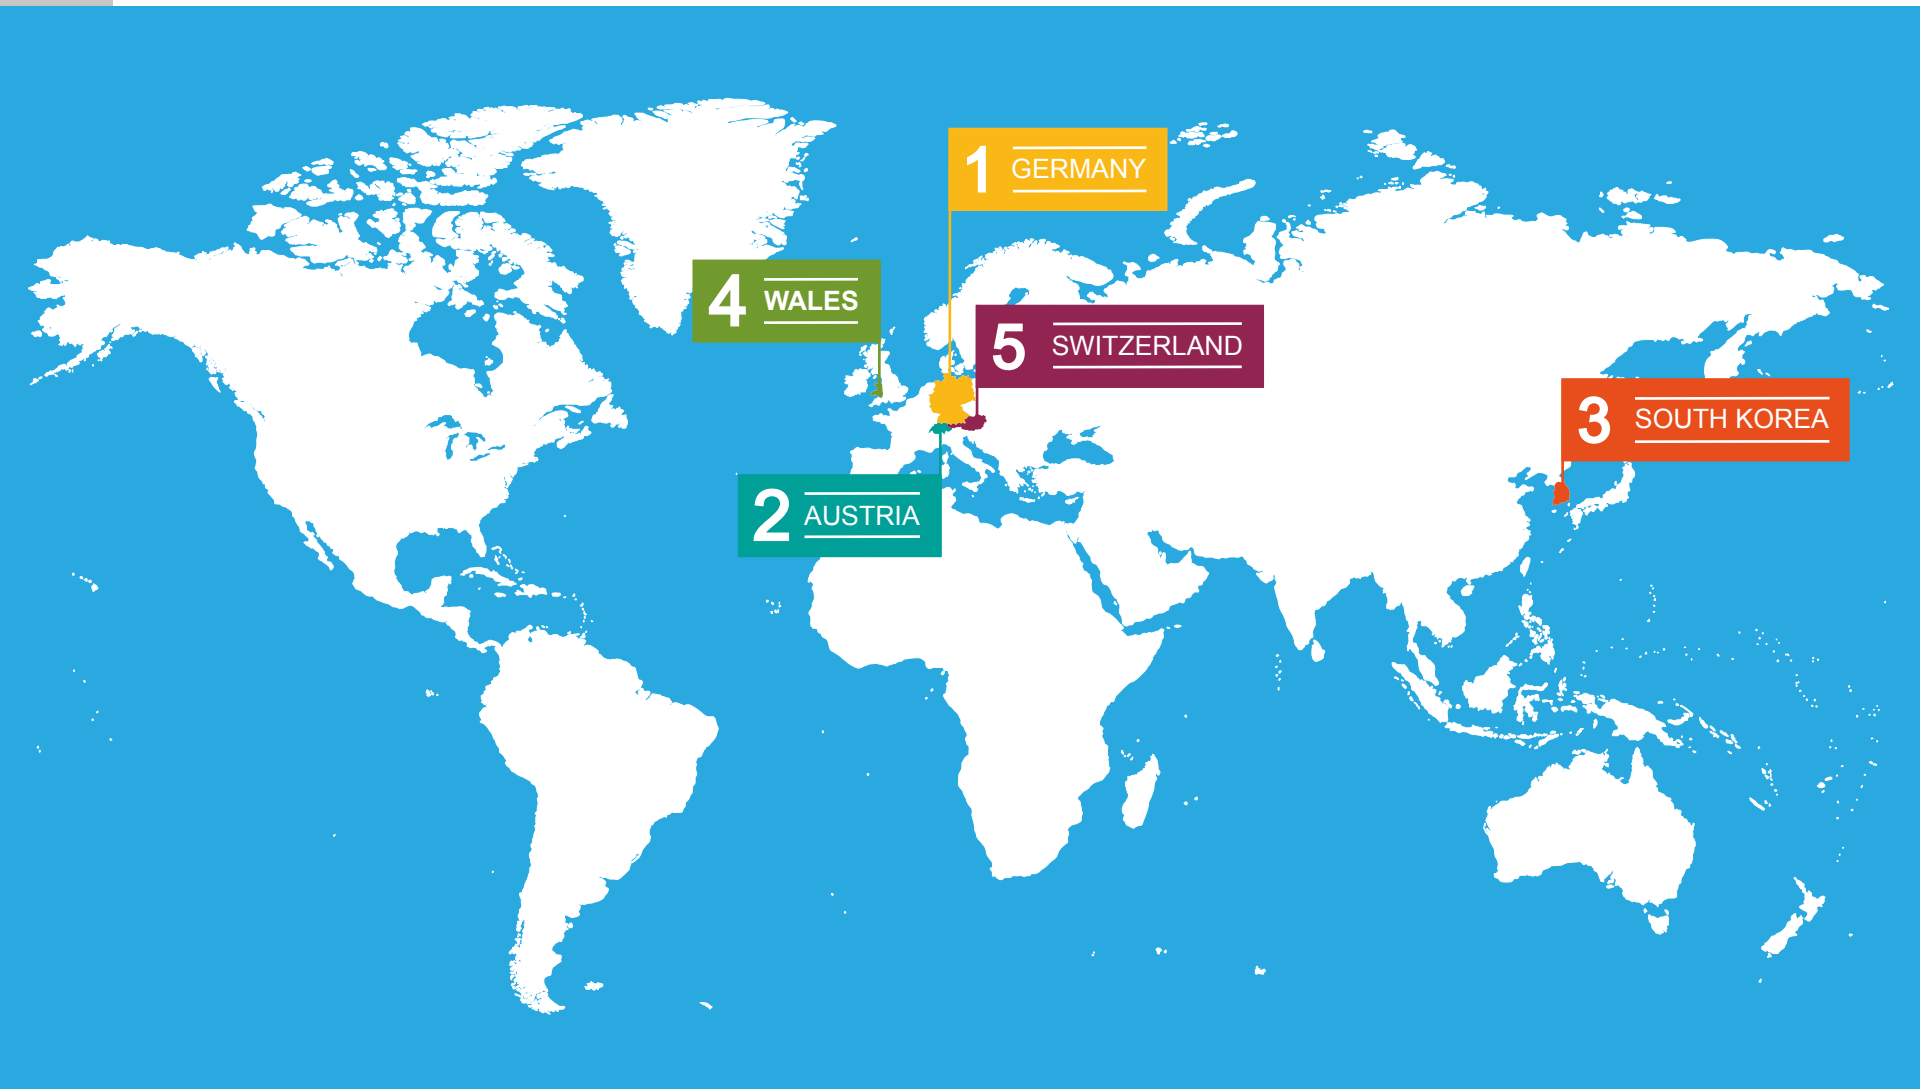 1 GERMANY
4 WALES
5 SWITZERLAND
3 SOUTH KOREA
2 AUSTRIA